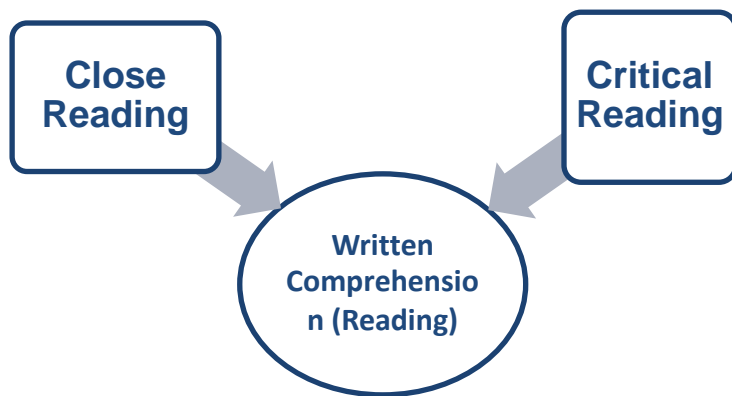 Close
Reading
Critical
Reading
Written
Comprehensio
n (Reading)